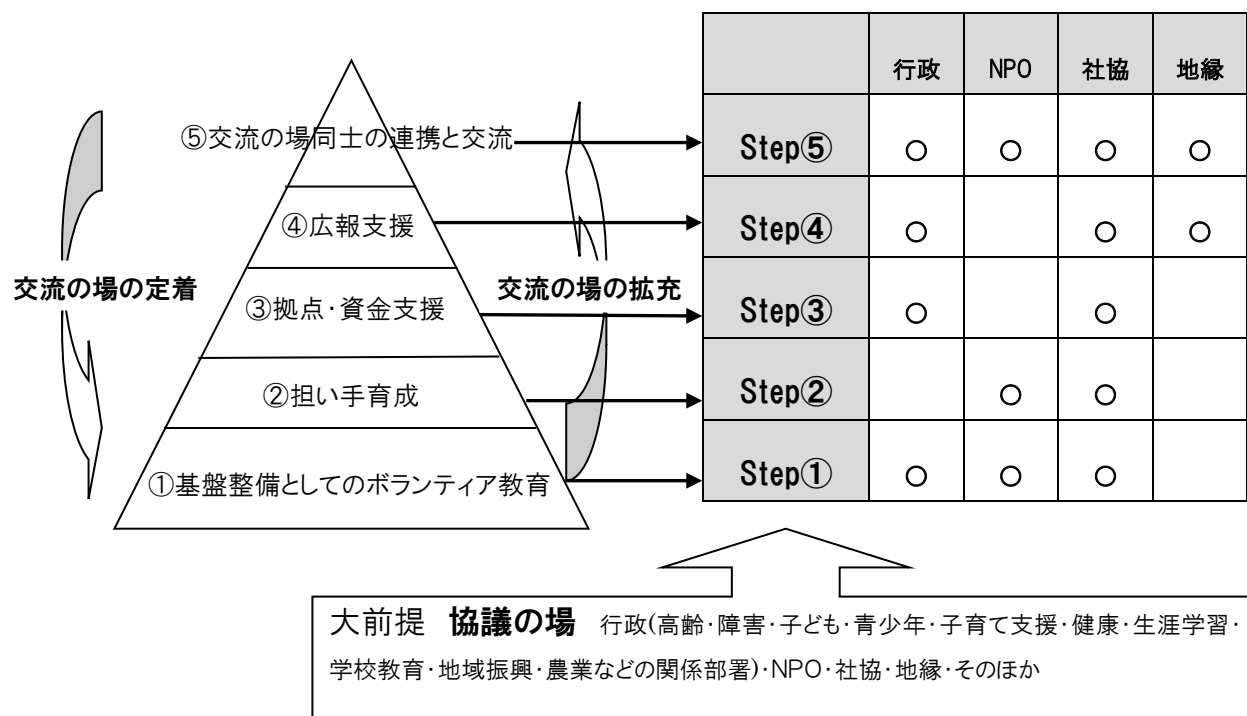 行政 NPO 社協 地縁
⑤交流の場同士の連携と交流
Step⑤ ○ ○ ○ ○
④広報支援
Step④ ○ ○ ○
交流の場の定着
交流の場の拡充
③拠点・資金支援
Step③ ○ ○
②担い手育成
Step② ○ ○
①基盤整備としてのボランティア教育
Step① ○ ○ ○
大前提 協議の場 行政(高齢・障害・子ども・青少年・子育て支援・健康・生涯学習・
学校教育・地域振興・農業などの関係部署)・NPO・社協・地縁・そのほか